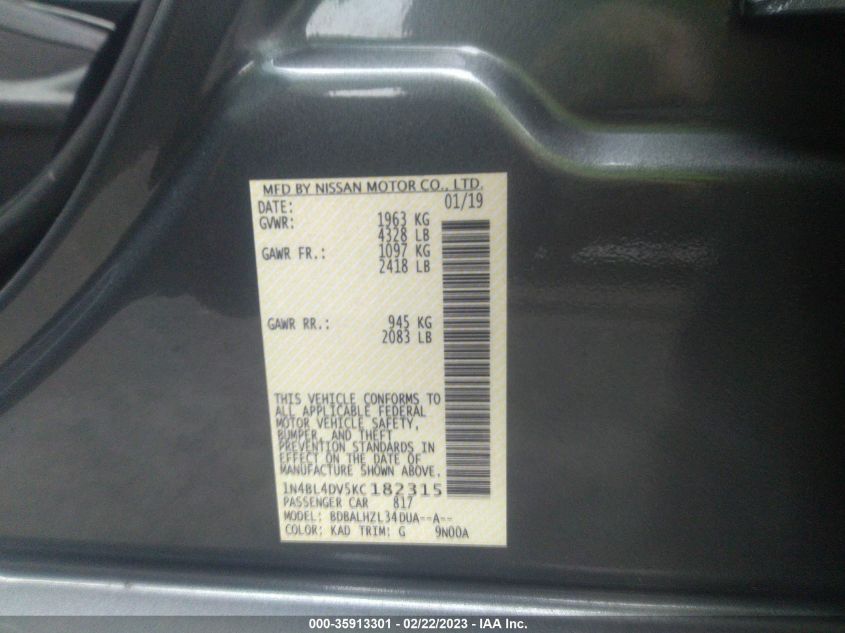 MFD BY NISSAN MOTOR CO., LTD.
DATE: 01/19
GVWR: 1963 KG
4328 LB
GAWR FR.: 1097 KG
2418 LB
GAWR RR.: 945 KG
2083 LB
THIS VEHICLE CONFORMS TO
ALL APPLICABLE FEDERAL
MOTOR VEHICLE SAFETY,
BUMPER, AND THEFT
PREVENTION STANDARDS IN
EFFECT ON THE DATE OF
MANUFACTURE SHOWN ABOVE.
1N4BL4DV5KC182315
PASSENGER CAR 817
MODEL: BDBALHZL34DUA--A--
COLOR: KAD TRIM: G 9N00A
000-35913301 - 02/22/2023 - IAA Inc.